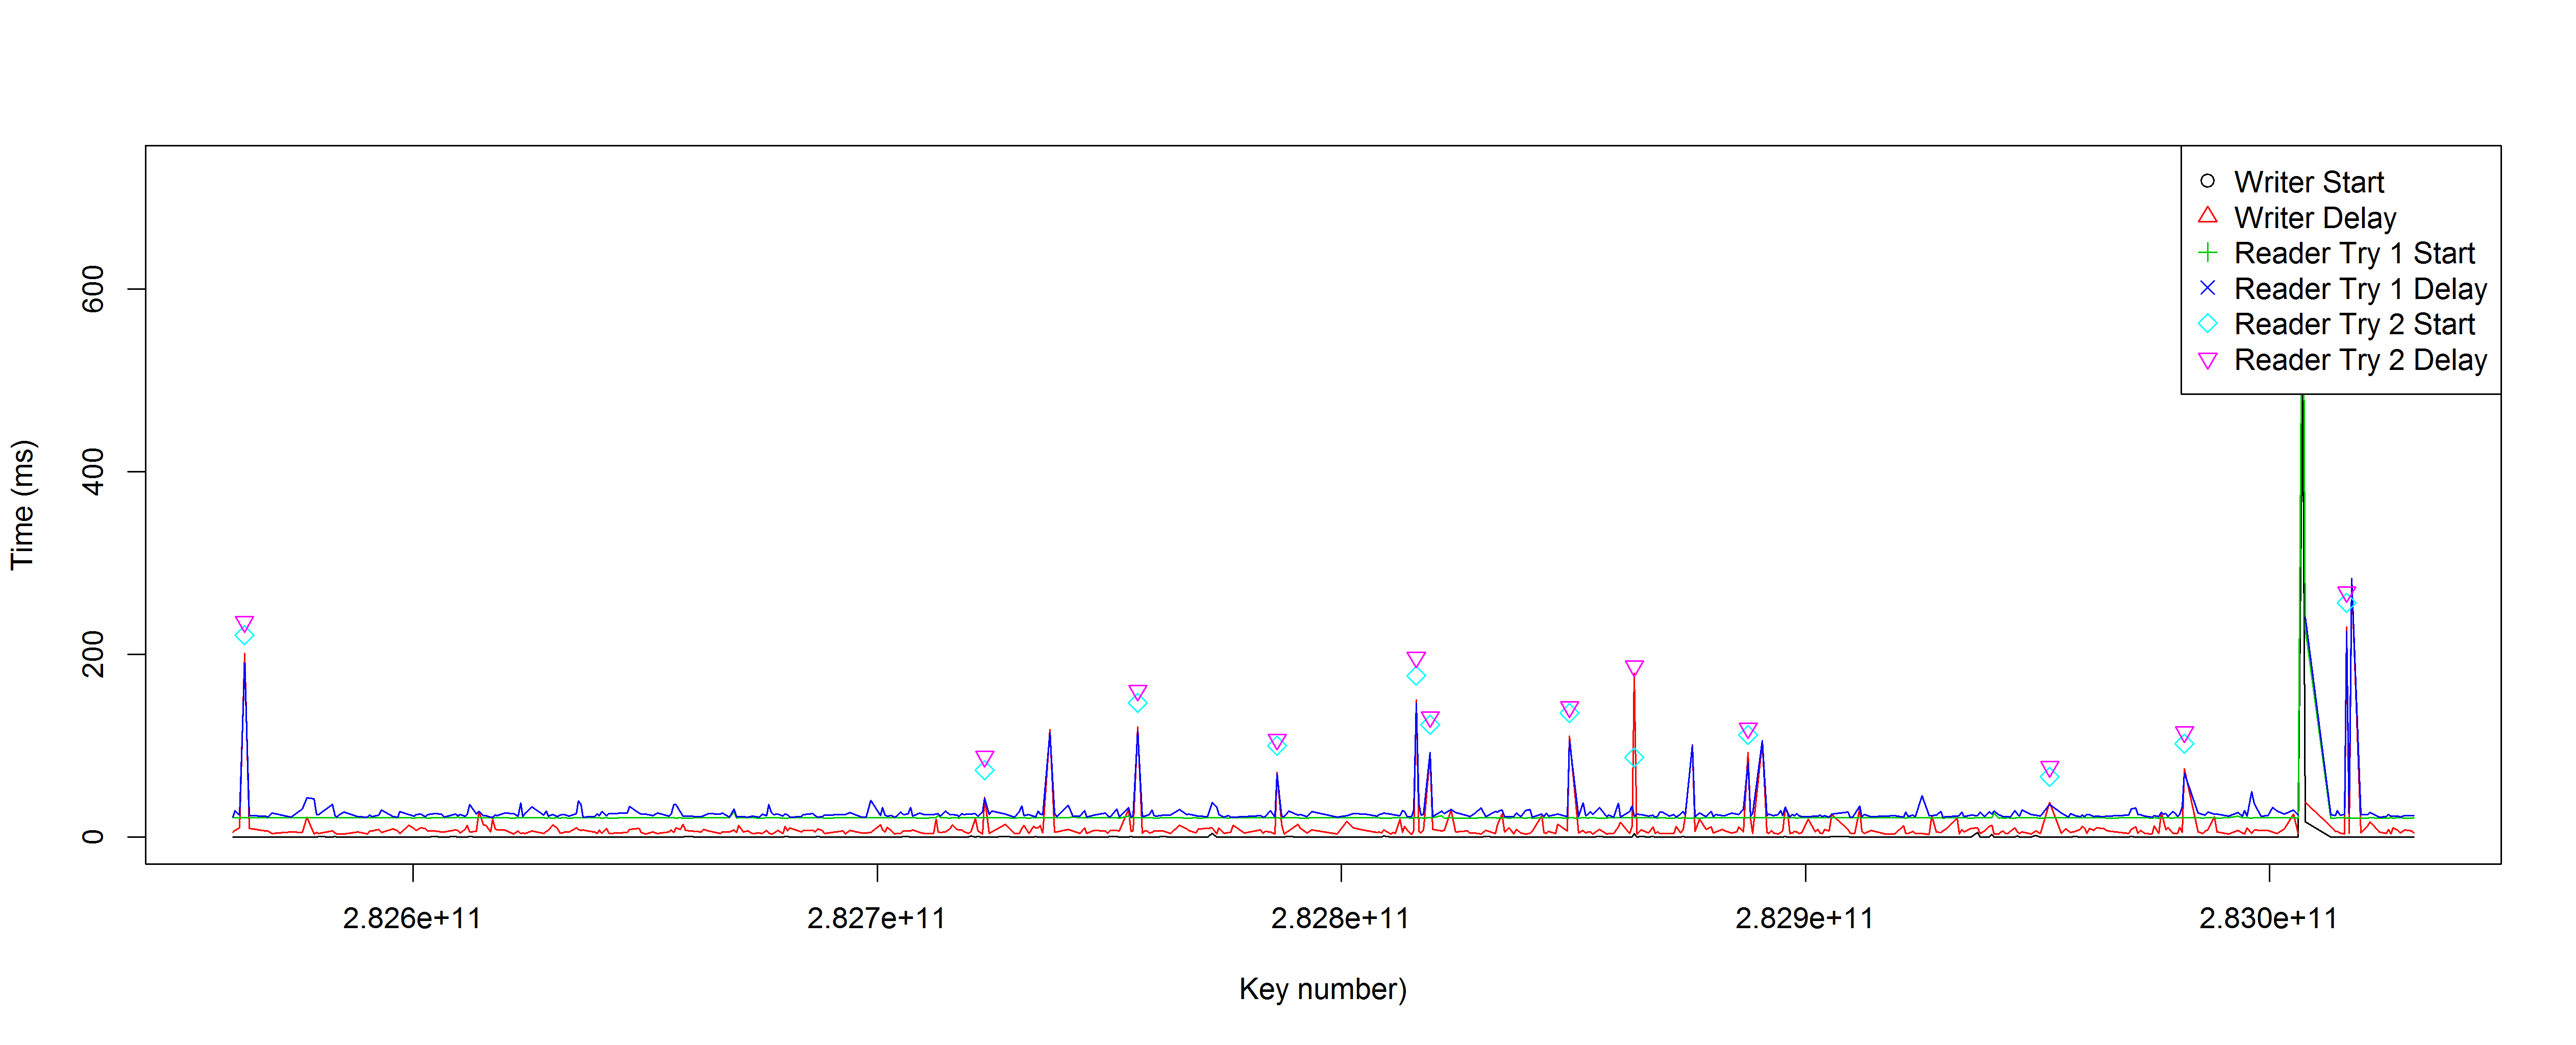 Writer Start
Writer Delay
Reader Try 1 Start
Reader Try 1 Delay
Reader Try 2 Start
Reader Try 2 Delay
Time (ms)
600
400
200
0
2.826e+11 2.827e+11 2.828e+11 2.829e+11 2.830e+11
Key number)